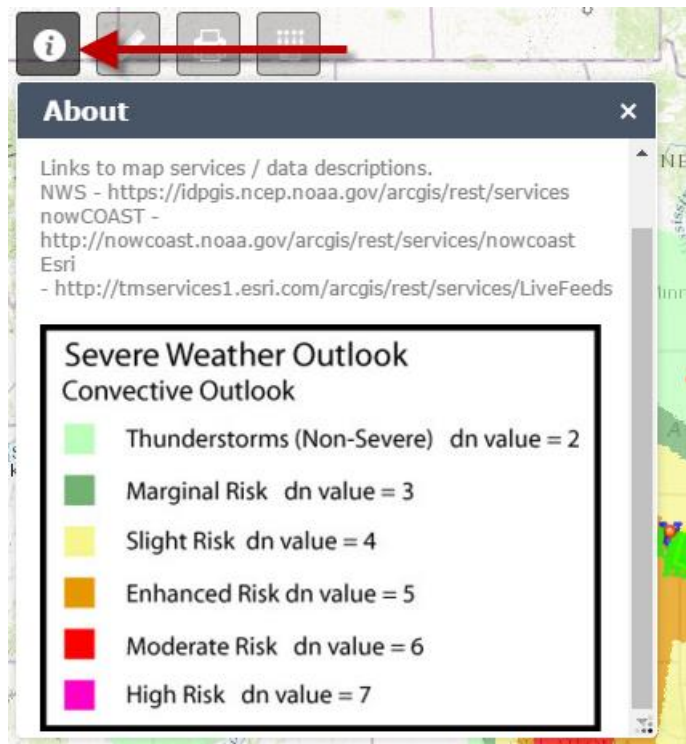 i
About ×
Links to map services / data descriptions.
NWS - https://idpgis.ncep.noaa.gov/arcgis/rest/services
nowCOAST -
http://nowcoast.noaa.gov/arcgis/rest/services/nowcoast
Esri
- http://tmservices1.esri.com/arcgis/rest/services/LiveFeeds
Severe Weather Outlook
Convective Outlook
Thunderstorms (Non-Severe) dn value = 2
Marginal Risk dn value = 3
Slight Risk dn value = 4
Enhanced Risk dn value = 5
Moderate Risk dn value = 6
High Risk dn value = 7